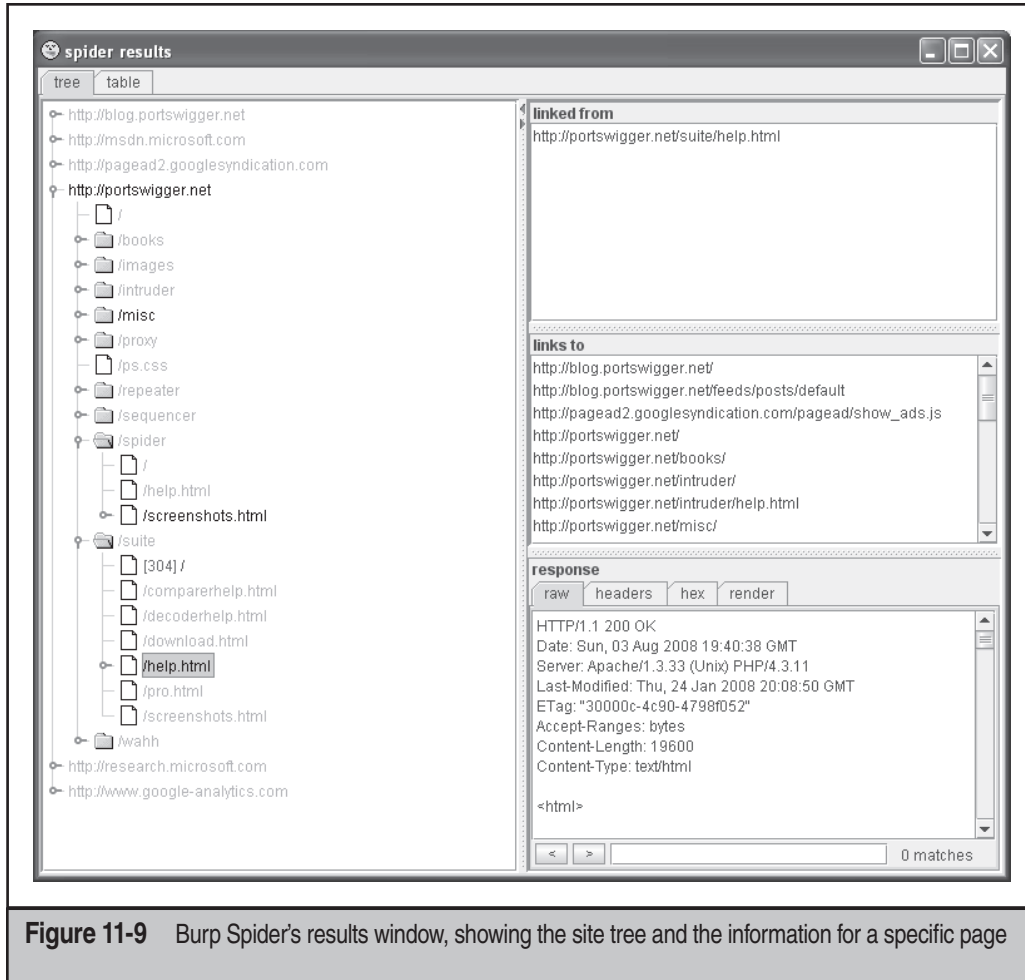 spider results
tree table
http://blog.portswigger.net
http://msdn.microsoft.com
http://pagead2.googlesyndication.com
http://portswigger.net
/
/books
/images
/intruder
/misc
/proxy
/ps.css
/repeater
/sequencer
/spider
/
/help.html
/screenshots.html
/suite
[304] /
/comparerhelp.html
/decoderhelp.html
/download.html
/help.html
/pro.html
/screenshots.html
/wahh
http://research.microsoft.com
http://www.google-analytics.com
linked from
http://portswigger.net/suite/help.html
links to
http://blog.portswigger.net/
http://blog.portswigger.net/feeds/posts/default
http://pagead2.googlesyndication.com/pagead/show_ads.js
http://portswigger.net/
http://portswigger.net/books/
http://portswigger.net/intruder/
http://portswigger.net/intruder/help.html
http://portswigger.net/misc/
response
raw headers hex render
HTTP/1.1 200 OK
Date: Sun, 03 Aug 2008 19:40:38 GMT
Server: Apache/1.3.33 (Unix) PHP/4.3.11
Last-Modified: Thu, 24 Jan 2008 20:08:50 GMT
ETag: "30000c-4c90-4798f052"
Accept-Ranges: bytes
Content-Length: 19600
Content-Type: text/html
<html>
< > 0 matches
Figure 11-9 Burp Spider's results window, showing the site tree and the information for a specific page